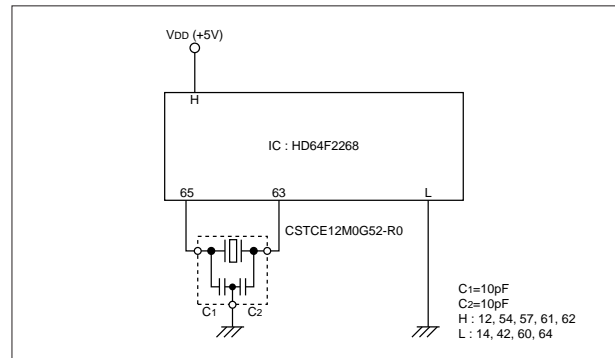 VDD (+5V)
H
IC : HD64F2268
65 63 L
CSTCE12M0G52-R0
C1 C2
C1=10pF
C2=10pF
H : 12, 54, 57, 61, 62
L : 14, 42, 60, 64